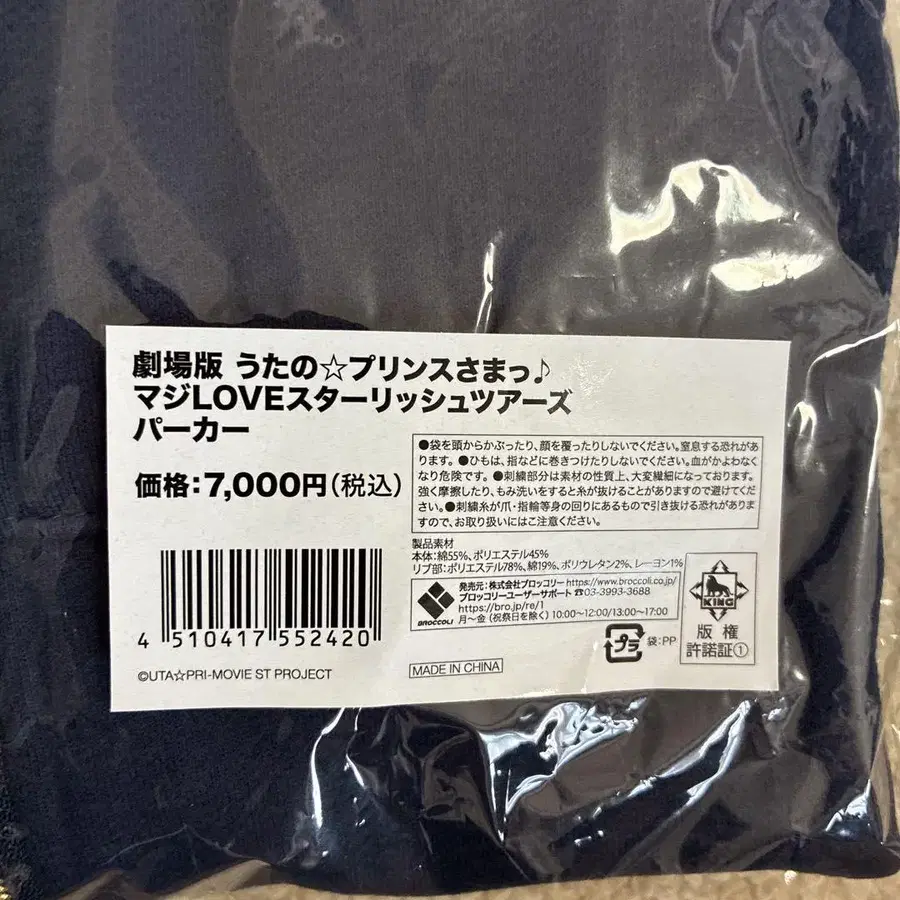 劇場版 うたの☆プリンスさまっ♪
マジLOVEスターリッシュツアーズ
パーカー
価格：7,000円（税込）
●袋を頭からかぶったり、顔を覆ったりしないでください。窒息する恐れがあ
ります。●ひもは、指などに巻きつけたりしないでください。血がかよわなく
なり危険です。●刺繍部分は素材の性質上、大変繊細になっております。
強く摩擦したり、もみ洗いをすると糸が抜けることがありますので避けてくだ
さい。●刺繍糸が爪・指輪等身の回りにあるもので引き抜ける恐れがありま
すので、お取り扱いにはご注意ください。
製品素材
本体：綿55%、ポリエステル45%
リブ部：ポリエステル78%、綿19%、ポリウレタン2%、レーヨン1%
BROCCOLI
発売元：株式会社ブロッコリー https://www.broccoli.co.jp/
ブロッコリーユーザーサポート ☎03-3993-3688
https://bro.jp/re/1
月～金（祝祭日を除く）10:00～12:00/13:00～17:00
KING
版権
許諾証①
プラ 袋：PP
4 510417 552420
©UTA☆PRI-MOVIE ST PROJECT
MADE IN CHINA